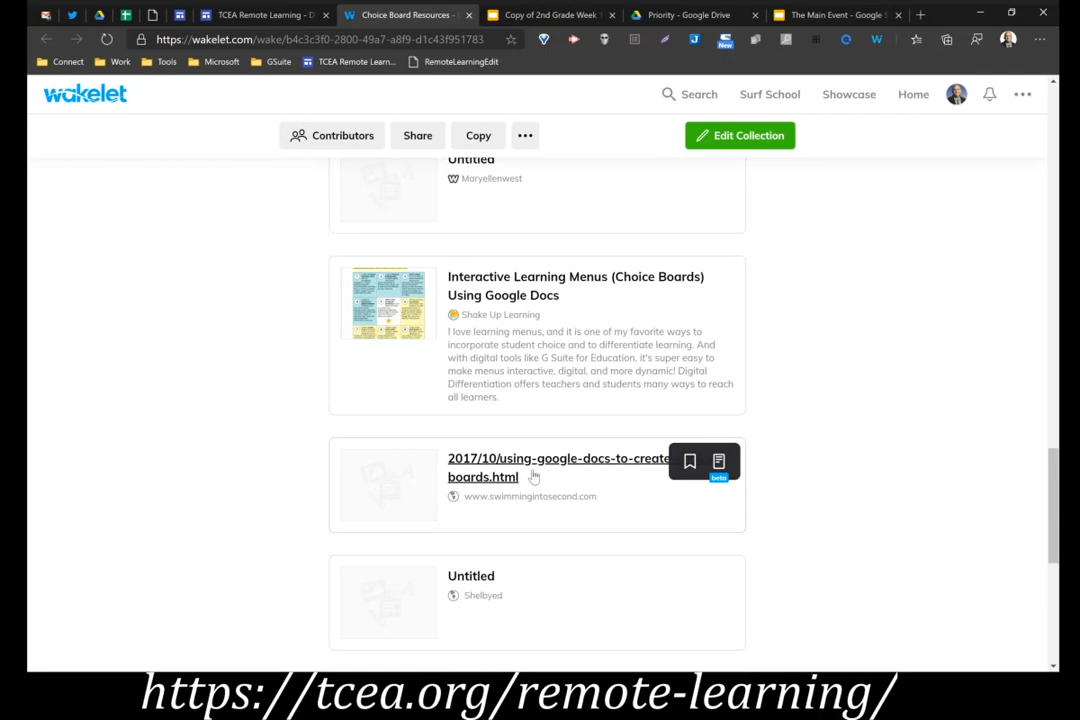 TCEA Remote Learning - D
Choice Board Resources -
Copy of 2nd Grade Week
Priority - Google Drive
The Main Event - Google S
https://wakelet.com/wake/b4c3c3f0-2800-49a7-a8f9-d1c43f951783
New
Connect
Work
Tools
Microsoft
GSuite
TCEA Remote Learn...
RemoteLearningEdit
wakelet
Search
Surf School
Showcase
Home
Contributors
Share
Copy
Edit Collection
Untitled
Maryellenwest
Interactive Learning Menus (Choice Boards)
Using Google Docs
Shake Up Learning
I love learning menus, and it is one of my favorite ways to
incorporate student choice and to differentiate learning. And
with digital tools like G Suite for Education, it's super easy to
make menus interactive, digital, and more dynamic! Digital
Differentiation offers teachers and students many ways to reach
all learners.
2017/10/using-google-docs-to-create
boards.html
beta
www.swimmingintosecond.com
Untitled
Shelbyed
https://tcea.org/remote-learning/